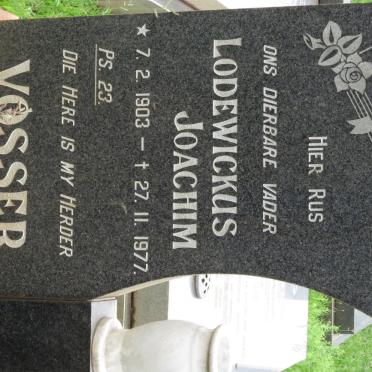 HIER RUS
ONS DIERBARE VADER
LODEWICKUS
JOACHIM
★ 7. 2. 1903 – † 27. 11. 1977.
PS. 23
DIE HERE IS MY HERDER
VOSSER